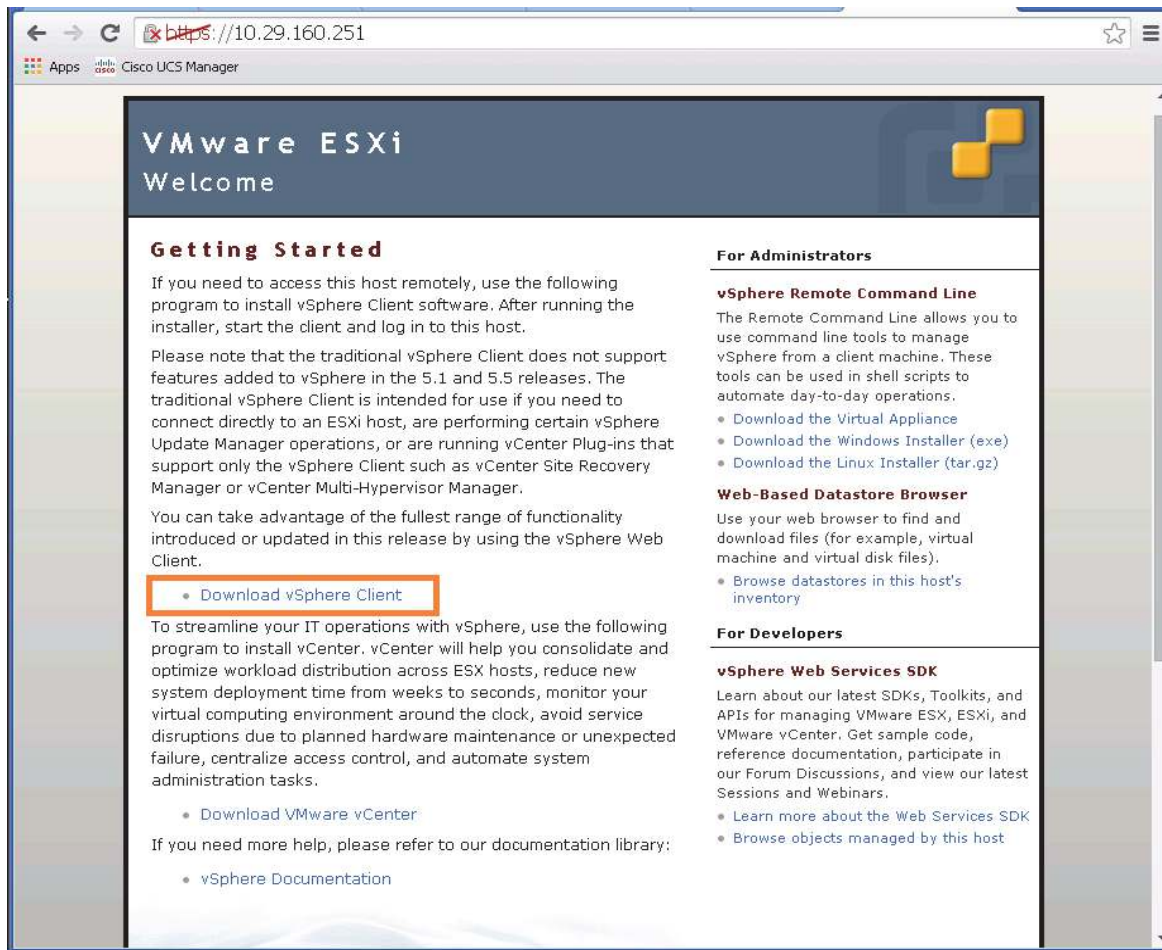 https://10.29.160.251
Apps
cisco
Cisco UCS Manager
VMware ESXi
Welcome
Getting Started
If you need to access this host remotely, use the following
program to install vSphere Client software. After running the
installer, start the client and log in to this host.
Please note that the traditional vSphere Client does not support
features added to vSphere in the 5.1 and 5.5 releases. The
traditional vSphere Client is intended for use if you need to
connect directly to an ESXi host, are performing certain vSphere
Update Manager operations, or are running vCenter Plug-ins that
support only the vSphere Client such as vCenter Site Recovery
Manager or vCenter Multi-Hypervisor Manager.
You can take advantage of the fullest range of functionality
introduced or updated in this release by using the vSphere Web
Client.
• Download vSphere Client
To streamline your IT operations with vSphere, use the following
program to install vCenter. vCenter will help you consolidate and
optimize workload distribution across ESX hosts, reduce new
system deployment time from weeks to seconds, monitor your
virtual computing environment around the clock, avoid service
disruptions due to planned hardware maintenance or unexpected
failure, centralize access control, and automate system
administration tasks.
• Download VMware vCenter
If you need more help, please refer to our documentation library:
• vSphere Documentation
For Administrators
vSphere Remote Command Line
The Remote Command Line allows you to
use command line tools to manage
vSphere from a client machine. These
tools can be used in shell scripts to
automate day-to-day operations.
• Download the Virtual Appliance
• Download the Windows Installer (exe)
• Download the Linux Installer (tar.gz)
Web-Based Datastore Browser
Use your web browser to find and
download files (for example, virtual
machine and virtual disk files).
• Browse datastores in this host's
inventory
For Developers
vSphere Web Services SDK
Learn about our latest SDKs, Toolkits, and
APIs for managing VMware ESX, ESXi, and
VMware vCenter. Get sample code,
reference documentation, participate in
our Forum Discussions, and view our latest
Sessions and Webinars.
• Learn more about the Web Services SDK
• Browse objects managed by this host